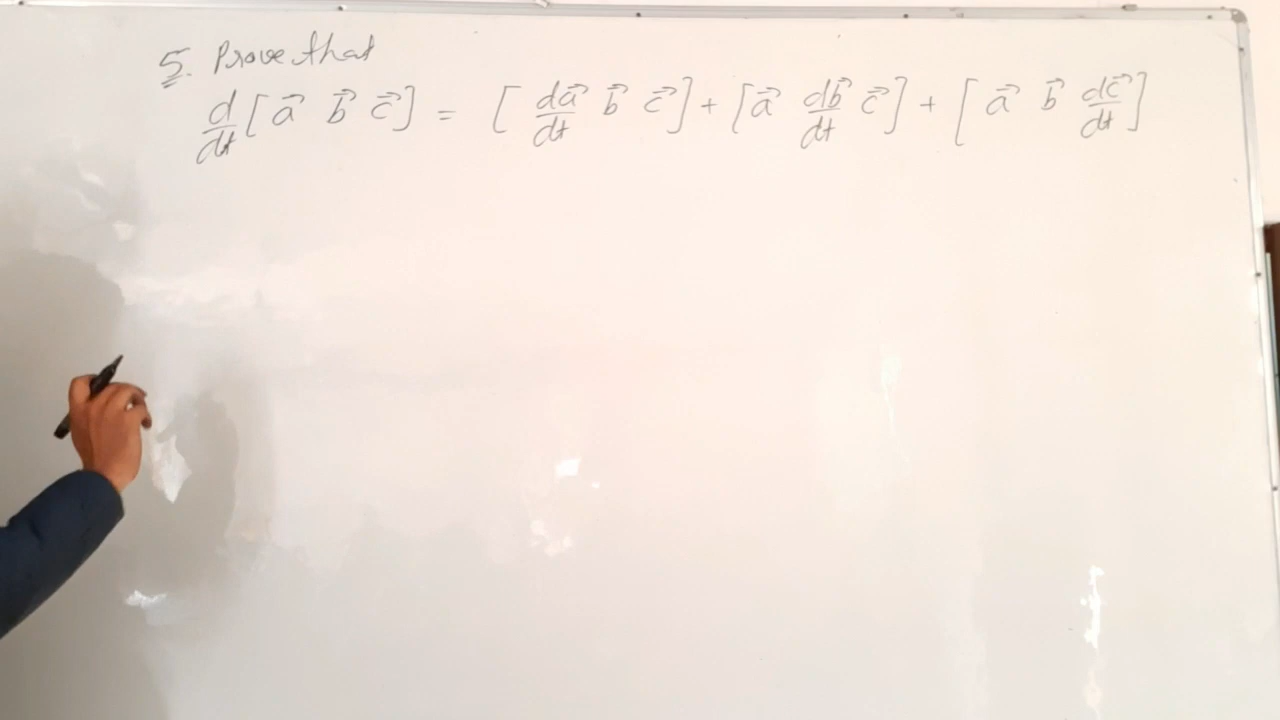 5. Prove that
d/dt [a⃗ b⃗ c⃗] = [da⃗/dt b⃗ c⃗] + [a⃗ db⃗/dt c⃗] + [a⃗ b⃗ dc⃗/dt]